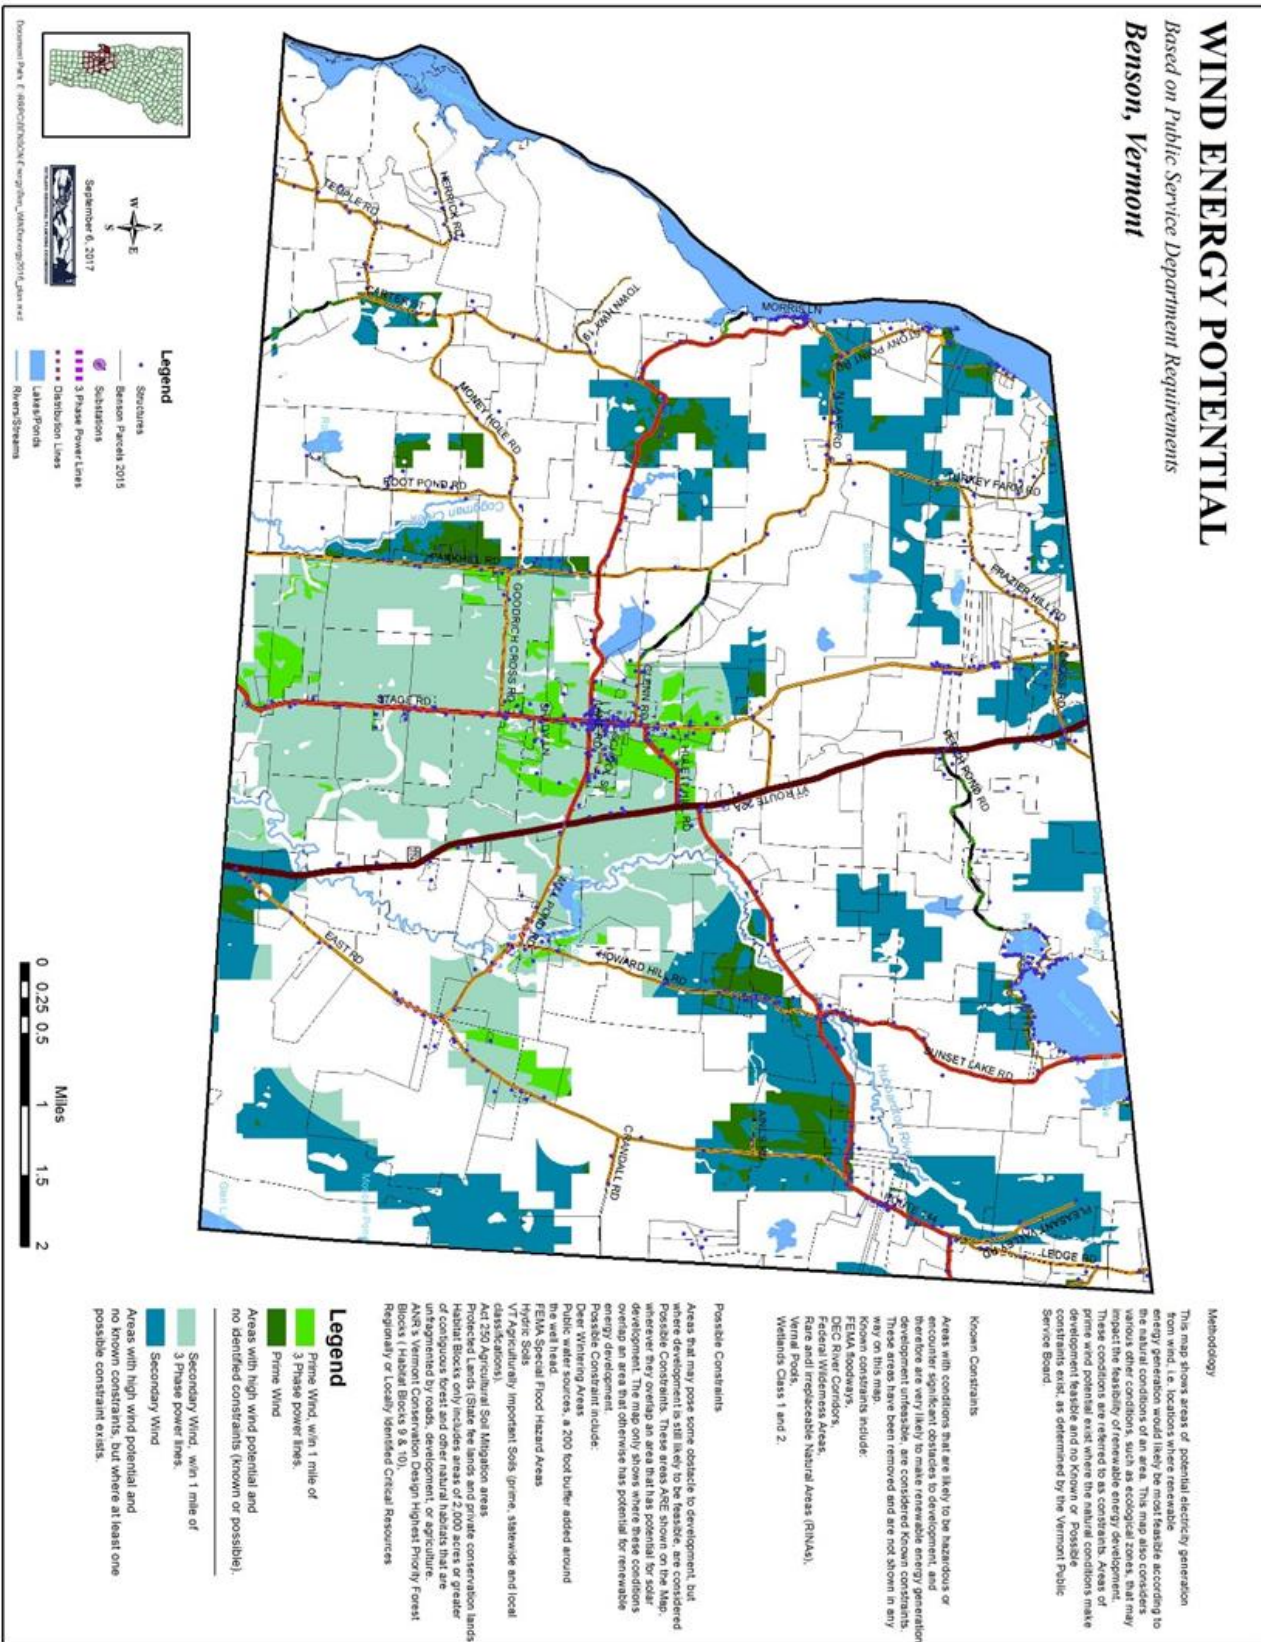 WIND ENERGY POTENTIAL
Based on Public Service Department Requirements
Benson, Vermont
Methodology
This map shows areas of potential electricity generation
from wind, i.e. locations where renewable
energy generation would likely be most feasible according to
the natural conditions of an area. This map also considers
various other conditions, such as ecological zones, that may
impact the feasibility of renewable energy development.
These conditions are referred to as constraints. Areas of
prime wind potential exist where the natural conditions make
development feasible and no Known or Possible
constraints exist, as determined by the Vermont Public
Service Board.
Known Constraints
Areas with conditions that are likely to be hazardous or
encounter significant obstacles to development, and
therefore are very likely to make renewable energy generation
development unfeasible, are considered Known constraints.
These areas have been removed and are not shown in any
way on this map.
Known constraints include:
FEMA floodways,
DEC River Corridors,
Federal Wilderness Areas,
Rare and Irreplaceable Natural Areas (RINAs),
Vernal Pools,
Wetlands Class 1 and 2.
Possible Constraints
Areas that may pose some obstacle to development, but
where development is still likely to be feasible, are considered
Possible Constraints. These areas ARE shown on the Map,
wherever they overlap an area that has potential for solar
development. The map only shows where these conditions
overlap an area that otherwise has potential for renewable
energy development.
Possible Constraint include:
Deer Wintering Areas
Public water sources, a 200 foot buffer added around
the well head.
FEMA Special Flood Hazard Areas
Hydric Soils
VT Agriculturally Important Soils (prime, statewide and local
classifications).
Act 250 Agricultural Soil Mitigation areas
Protected Lands (State fee lands and private conservation lands
Habitat Blocks only includes areas of 2,000 acres or greater
of contiguous forest and other natural habitats that are
unfragmented by roads, development, or agriculture.
ANR's Vermont Conservation Design Highest Priority Forest
Blocks ( Habitat Blocks 9 & 10),
Regionally or Locally Identified Critical Resources
Legend
Prime Wind, w/in 1 mile of
3 Phase power lines.
Prime Wind
Areas with high wind potential and
no identified constraints (known or possible).
Secondary Wind, w/in 1 mile of
3 Phase power lines.
Secondary Wind
Areas with high wind potential and
no known constraints, but where at least one
possible constraint exists.
MORRIS LN
STONY POINT RD
N LAKE RD
TURKEY FARM RD
FRAZIER HILL RD
PERCH POND RD
VT ROUTE 22A
SUNSET LAKE RD
Hubbardton River
ROUTE 144
LEDGE RD
HERRICK RD
TEMPLE RD
CARTER ST
TOWN HWY 19
MONEY HOLE RD
ROOT POND RD
Coggman Creek
PARKHILL RD
GOODRICH CROSS RD
STAGE RD
GLENN RD
MILL POND RD
HOWARD HILL RD
EAST RD
CRANDALL RD
Legend
Structures
Benson Parcels 2015
Substations
3 Phase Power Lines
Distribution Lines
Lakes/Ponds
Rivers/Streams
N
W
E
S
September 6, 2017
0
0.25
0.5
1
1.5
2
Miles